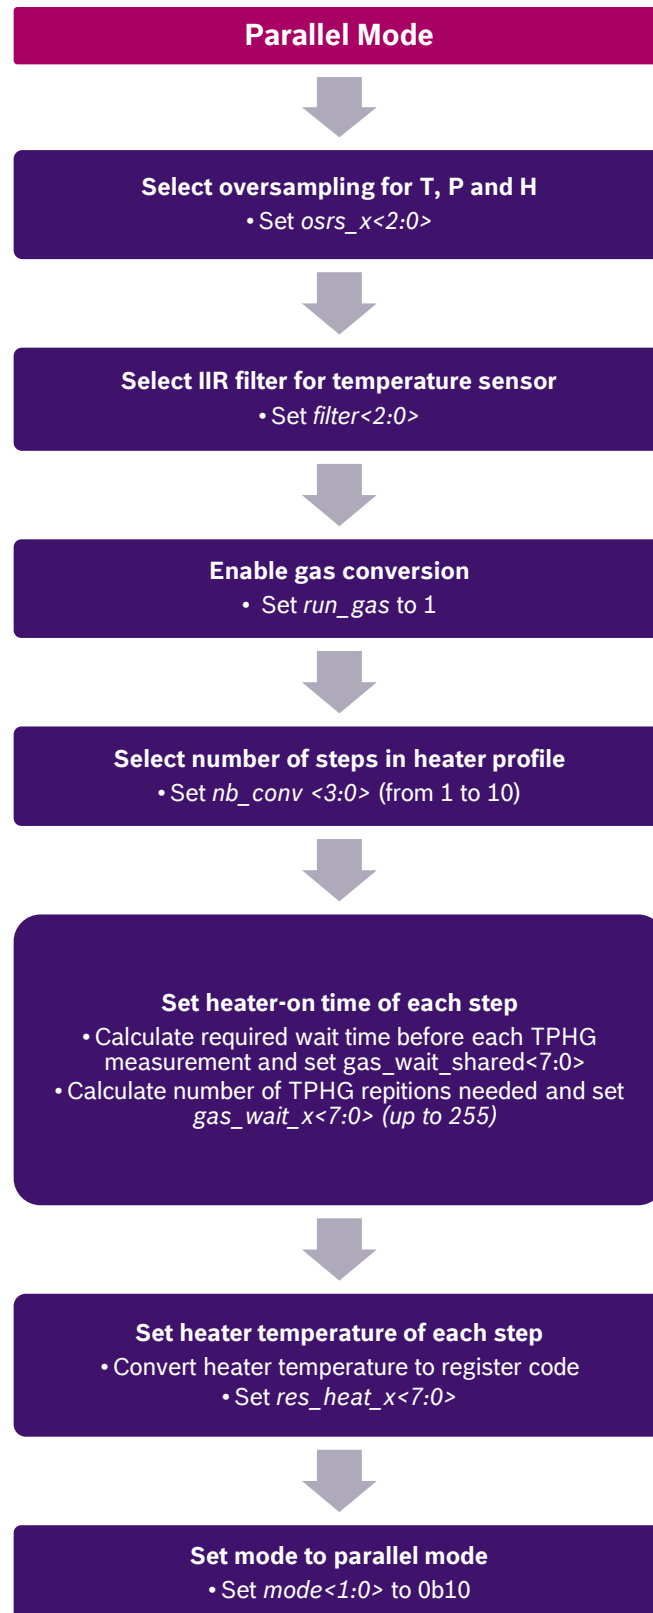 Parallel Mode
Select oversampling for T, P and H
• Set osrs_x<2:0>
Select IIR filter for temperature sensor
• Set filter<2:0>
Enable gas conversion
• Set run_gas to 1
Select number of steps in heater profile
• Set nb_conv <3:0> (from 1 to 10)
Set heater-on time of each step
• Calculate required wait time before each TPHG
measurement and set gas_wait_shared<7:0>
• Calculate number of TPHG repitions needed and set
gas_wait_x<7:0> (up to 255)
Set heater temperature of each step
• Convert heater temperature to register code
• Set res_heat_x<7:0>
Set mode to parallel mode
• Set mode<1:0> to 0b10